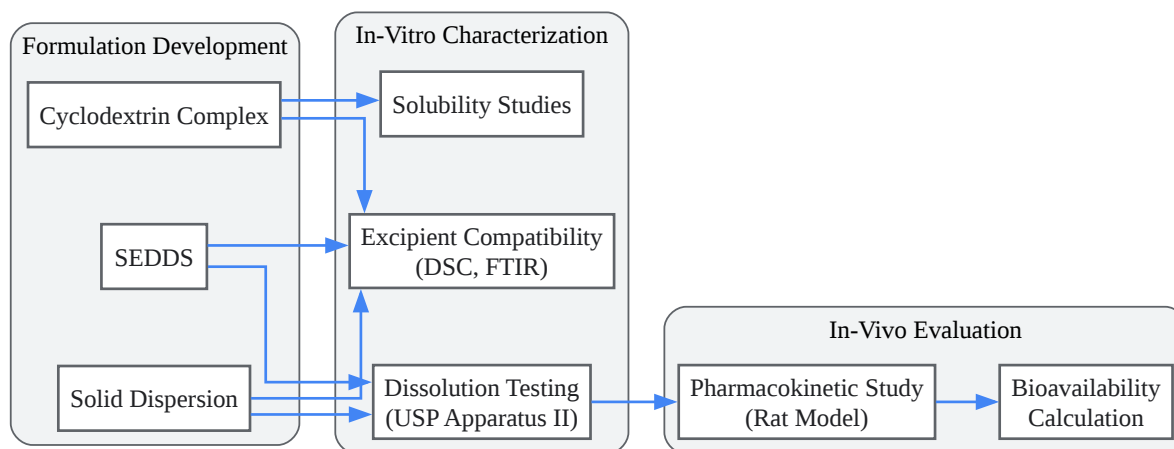 Formulation Development
Cyclodextrin Complex
SEDDS
Solid Dispersion
In-Vitro Characterization
Solubility Studies
Excipient Compatibility
(DSC, FTIR)
Dissolution Testing
(USP Apparatus II)
In-Vivo Evaluation
Pharmacokinetic Study
(Rat Model)
Bioavailability
Calculation